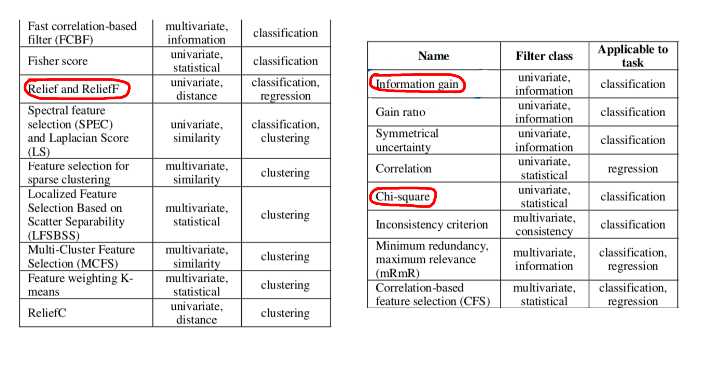 Fast correlation-based multivariate, classification
filter (FCBF) information
Fisher score univariate, classification
statistical
Relief and ReliefF univariate, classification,
distance regression
Spectral feature
selection (SPEC) univariate, classification,
and Laplacian Score similarity clustering
(LS)
Feature selection for multivariate, clustering
sparse clustering similarity
Localized Feature
Selection Based on multivariate, clustering
Scatter Separability statistical
(LFSBSS)
Multi-Cluster Feature multivariate, clustering
Selection (MCFS) similarity
Feature weighting K- multivariate, clustering
means statistical
ReliefC univariate, clustering
distance
Name Filter class Applicable to
task
Information gain univariate, classification
information
Gain ratio univariate, classification
information
Symmetrical univariate, classification
uncertainty information
Correlation univariate, regression
statistical
Chi-square univariate, classification
statistical
Inconsistency criterion multivariate, classification
consistency
Minimum redundancy,
maximum relevance multivariate, classification,
(mRmR) information regression
Correlation-based multivariate, classification,
feature selection (CFS) statistical regression